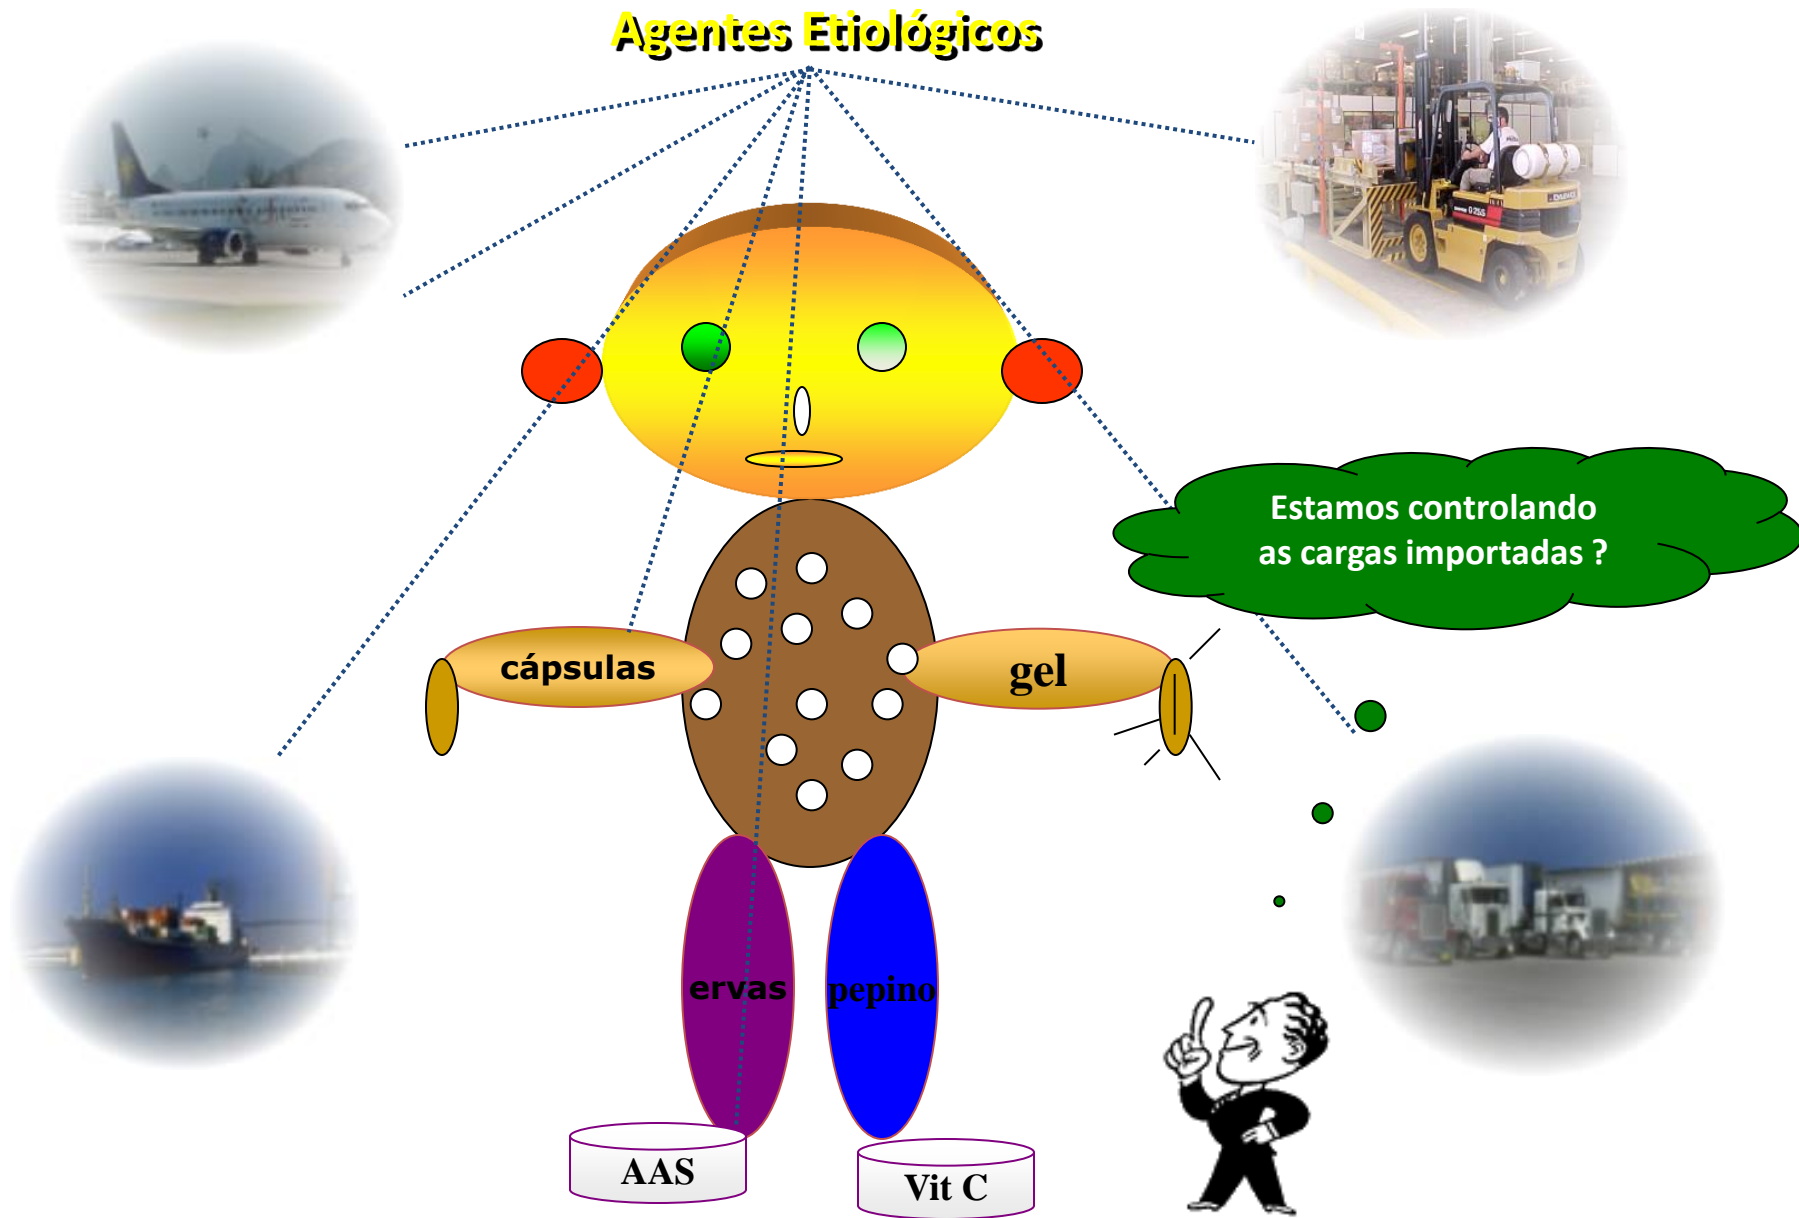 Agentes Etiológicos
Estamos controlando
as cargas importadas ?
cápsulas
gel
ervas
pepino
AAS
Vit C